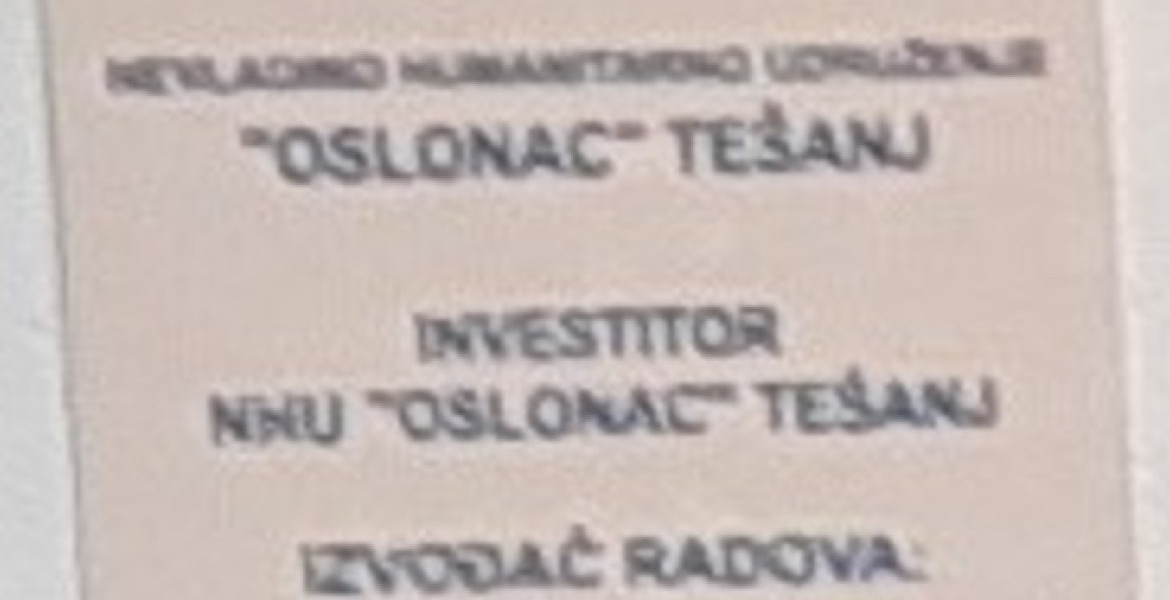 NEVLADINO HUMANITARNO UDRUŽENJE
"OSLONAC" TEŠANJ
INVESTITOR
NHU "OSLONAC" TEŠANJ
IZVOĐAČ RADOVA: